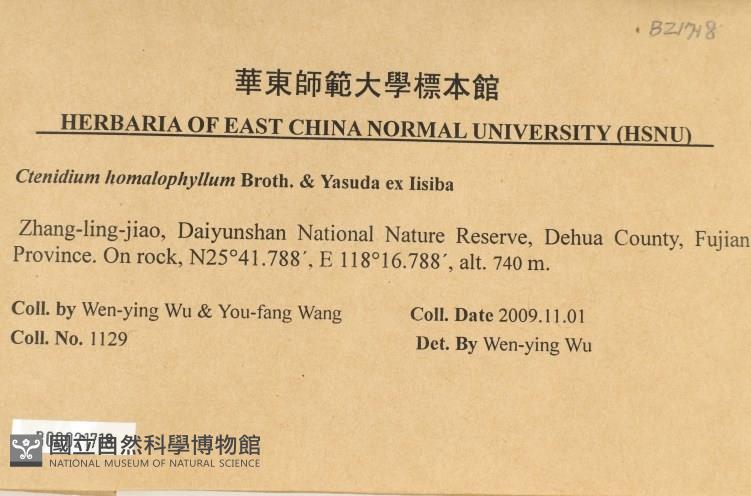 BZ1718
華東師範大學標本館
HERBARIA OF EAST CHINA NORMAL UNIVERSITY (HSNU)
Ctenidium homalophyllum Broth. & Yasuda ex Iisiba
Zhang-ling-jiao, Daiyunshan National Nature Reserve, Dehua County, Fujian
Province. On rock, N25°41.788´, E 118°16.788´, alt. 740 m.
Coll. by Wen-ying Wu & You-fang Wang
Coll. Date 2009.11.01
Coll. No. 1129
Det. By Wen-ying Wu
國立自然科學博物館
NATIONAL MUSEUM OF NATURAL SCIENCE